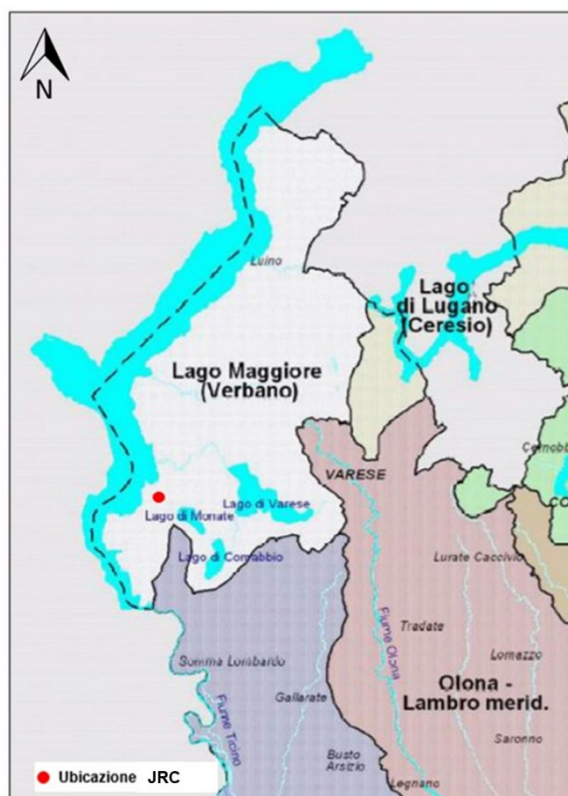 N
Luino
Lago
di Lugano
(Ceresio)
Lago Maggiore
(Verbano)
VARESE
Lago di Varese
Lago di Monate
Lago di Comabbio
Lurate Caccivio
Fiume Olona
Tradate
Lomazzo
Somma Lombardo
Olona -
Lambro merid.
Gallarate
Fiume Ticino
Saronno
Busto
Arsizio
Legnano
Ubicazione JRC